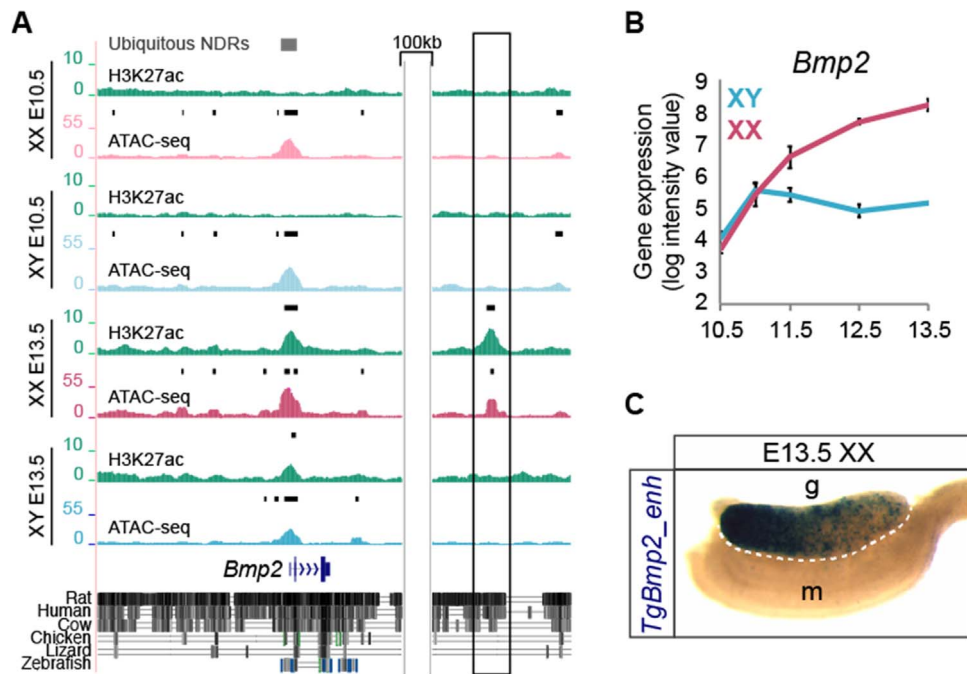 A
Ubiquitous NDRs
100kb
XX E10.5
10
0
H3K27ac
55
0
ATAC-seq
XY E10.5
10
0
H3K27ac
55
0
ATAC-seq
XX E13.5
10
0
H3K27ac
55
0
ATAC-seq
XY E13.5
10
0
H3K27ac
55
0
ATAC-seq
Bmp2
Rat
Human
Cow
Chicken
Lizard
Zebrafish
B
Bmp2
XY
XX
Gene expression
(log intensity value)
9
8
7
6
5
4
3
2
10.5 11.5 12.5 13.5
C
E13.5 XX
TgBmp2_enh
g
m